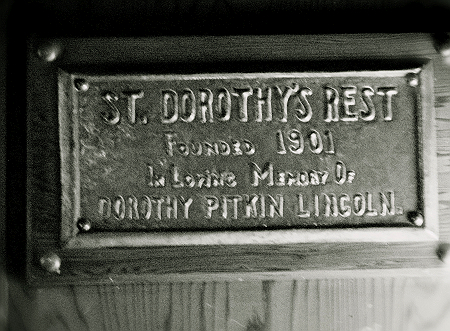 ST. DOROTHY'S REST
FOUNDED 1901
IN LOVING MEMORY OF
DOROTHY PITKIN LINCOLN.